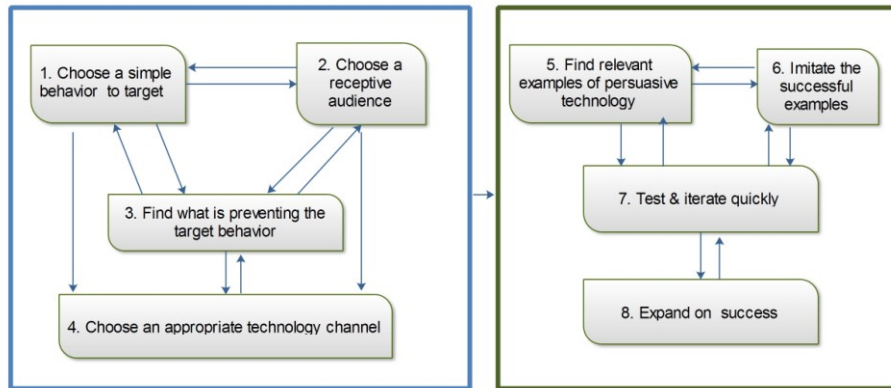 1. Choose a simple
behavior to target
2. Choose a
receptive
audience
3. Find what is preventing the
target behavior
4. Choose an appropriate technology channel
5. Find relevant
examples of persuasive
technology
6. Imitate the
successful
examples
7. Test & iterate quickly
8. Expand on success